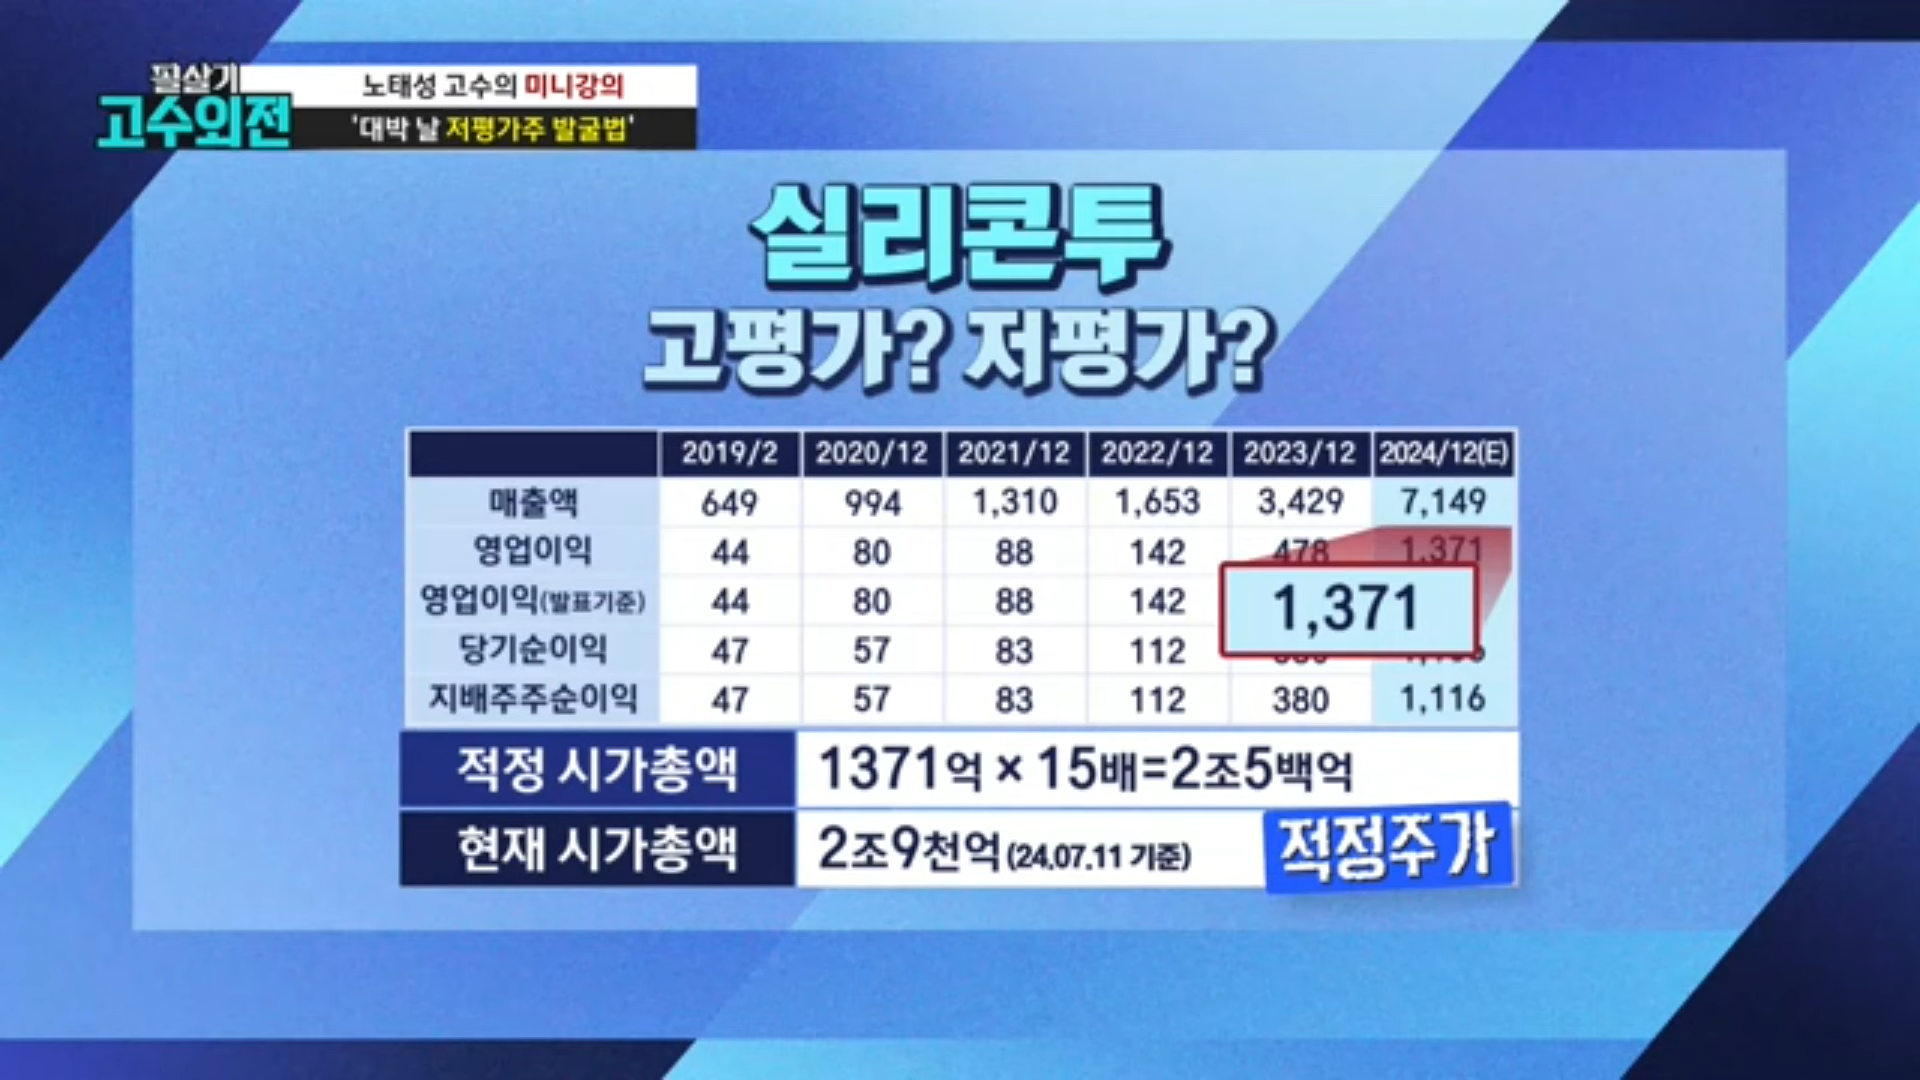 필살기
고수외전
노태성 고수의 미니강의
'대박 날 저평가주 발굴법'
실리콘투
고평가? 저평가?
2019/2 2020/12 2021/12 2022/12 2023/12 2024/12(E)
매출액 649 994 1,310 1,653 3,429 7,149
영업이익 44 80 88 142 478 1,371
영업이익(발표기준) 44 80 88 142
1,371
당기순이익 47 57 83 112
지배주주순이익 47 57 83 112 380 1,116
적정 시가총액 1371억 × 15배=2조5백억
현재 시가총액 2조9천억(24.07.11 기준)
적정주가